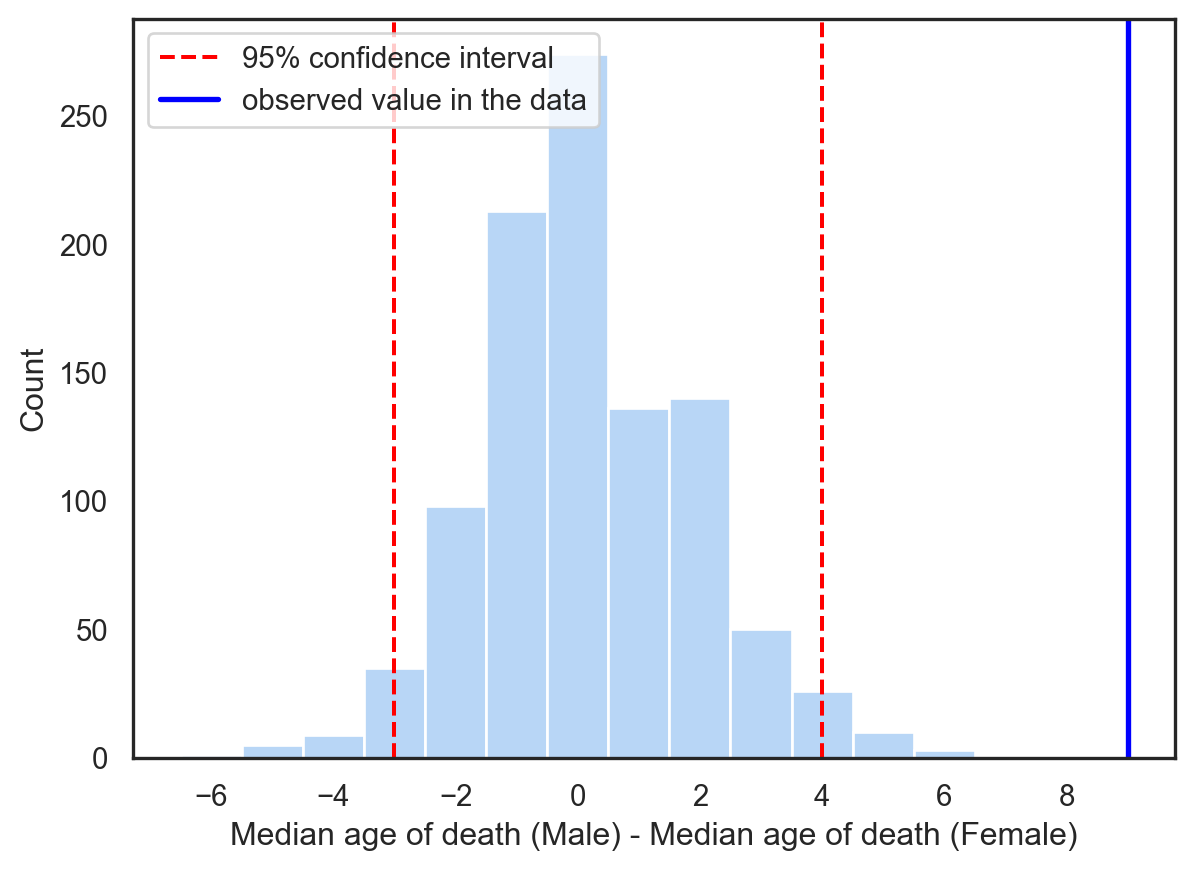 95% confidence interval
observed value in the data
250
200
150
100
50
0
Count
−6 −4 −2 0 2 4 6 8
Median age of death (Male) - Median age of death (Female)